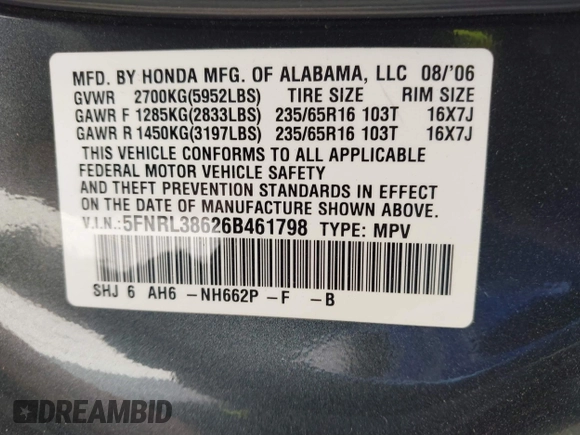 MFD. BY HONDA MFG. OF ALABAMA, LLC 08/'06
GVWR 2700KG(5952LBS) TIRE SIZE RIM SIZE
GAWR F 1285KG(2833LBS) 235/65R16 103T 16X7J
GAWR R 1450KG(3197LBS) 235/65R16 103T 16X7J
THIS VEHICLE CONFORMS TO ALL APPLICABLE
FEDERAL MOTOR VEHICLE SAFETY
AND THEFT PREVENTION STANDARDS IN EFFECT
ON THE DATE OF MANUFACTURE SHOWN ABOVE.
V.I.N.:5FNRL38626B461798 TYPE: MPV
SHJ 6 AH6 -NH662P -F -B
DREAMBID